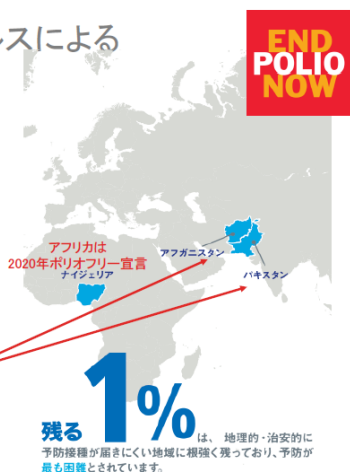 ルスによる
END
POLIO
NOW
アフリカは
2020年ポリオフリー宣言
ナイジェリア
アフガニスタン
パキスタン
残る1%は、地理的・治安的に
予防接種が届きにくい地域に根強く残っており、予防が
最も困難とされています。